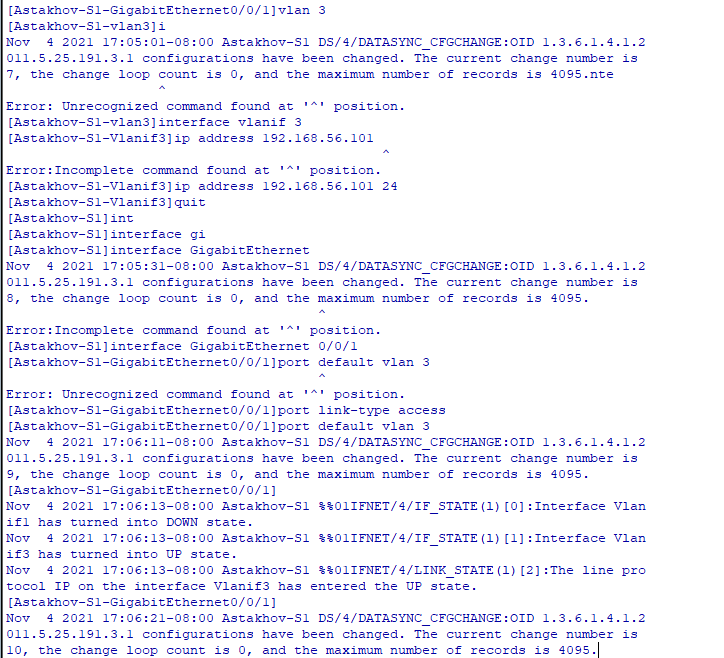 [Astakhov-S1-GigabitEthernet0/0/1]vlan 3
[Astakhov-S1-vlan3]i
Nov  4 2021 17:05:01-08:00 Astakhov-S1 DS/4/DATASYNC_CFGCHANGE:OID 1.3.6.1.4.1.2
011.5.25.191.3.1 configurations have been changed. The current change number is
7, the change loop count is 0, and the maximum number of records is 4095.nte
^
Error: Unrecognized command found at '^' position.
[Astakhov-S1-vlan3]interface vlanif 3
[Astakhov-S1-Vlanif3]ip address 192.168.56.101
^
Error:Incomplete command found at '^' position.
[Astakhov-S1-Vlanif3]ip address 192.168.56.101 24
[Astakhov-S1-Vlanif3]quit
[Astakhov-S1]int
[Astakhov-S1]interface gi
[Astakhov-S1]interface GigabitEthernet
Nov  4 2021 17:05:31-08:00 Astakhov-S1 DS/4/DATASYNC_CFGCHANGE:OID 1.3.6.1.4.1.2
011.5.25.191.3.1 configurations have been changed. The current change number is
8, the change loop count is 0, and the maximum number of records is 4095.
^
Error:Incomplete command found at '^' position.
[Astakhov-S1]interface GigabitEthernet 0/0/1
[Astakhov-S1-GigabitEthernet0/0/1]port default vlan 3
^
Error: Unrecognized command found at '^' position.
[Astakhov-S1-GigabitEthernet0/0/1]port link-type access
[Astakhov-S1-GigabitEthernet0/0/1]port default vlan 3
Nov  4 2021 17:06:11-08:00 Astakhov-S1 DS/4/DATASYNC_CFGCHANGE:OID 1.3.6.1.4.1.2
011.5.25.191.3.1 configurations have been changed. The current change number is
9, the change loop count is 0, and the maximum number of records is 4095.
[Astakhov-S1-GigabitEthernet0/0/1]
Nov  4 2021 17:06:13-08:00 Astakhov-S1 %%01IFNET/4/IF_STATE(l)[0]:Interface Vlan
if1 has turned into DOWN state.
Nov  4 2021 17:06:13-08:00 Astakhov-S1 %%01IFNET/4/IF_STATE(l)[1]:Interface Vlan
if3 has turned into UP state.
Nov  4 2021 17:06:13-08:00 Astakhov-S1 %%01IFNET/4/LINK_STATE(l)[2]:The line pro
tocol IP on the interface Vlanif3 has entered the UP state.
[Astakhov-S1-GigabitEthernet0/0/1]
Nov  4 2021 17:06:21-08:00 Astakhov-S1 DS/4/DATASYNC_CFGCHANGE:OID 1.3.6.1.4.1.2
011.5.25.191.3.1 configurations have been changed. The current change number is
10, the change loop count is 0, and the maximum number of records is 4095.